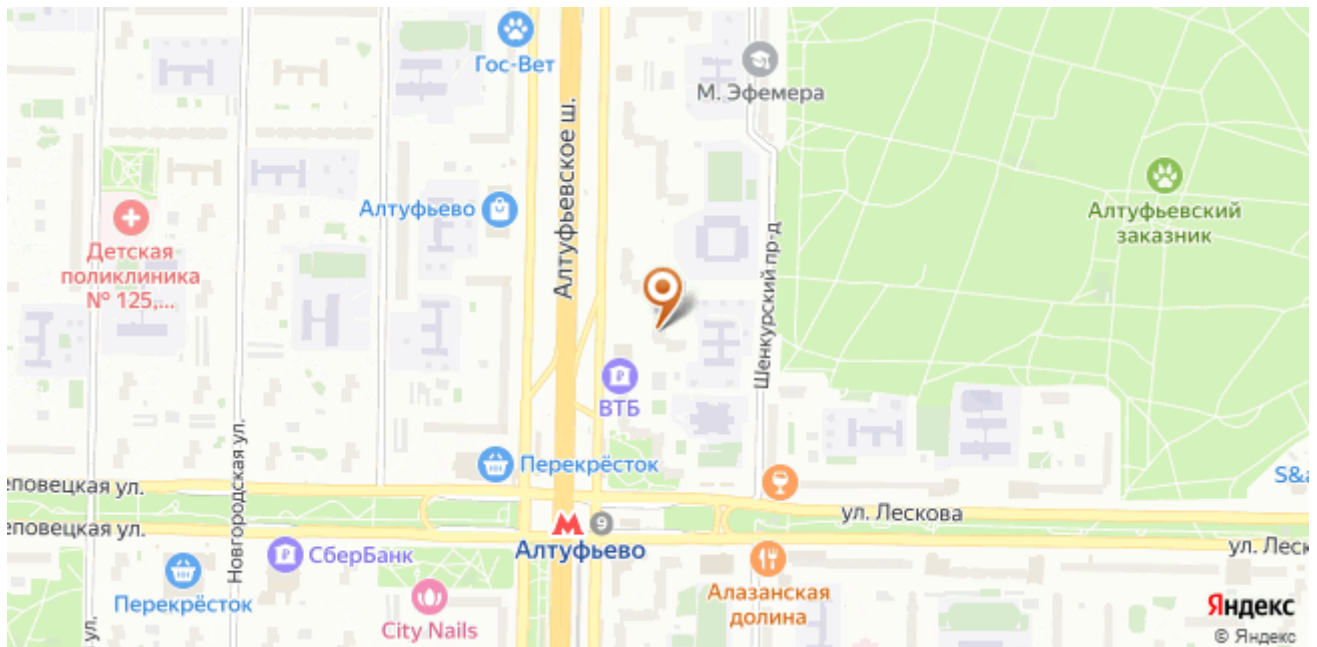 Гос-Вет
М. Эфемера
Алтуфьевское ш.
Алтуфьево
Алтуфьевский
заказник
Детская
поликлиника
№ 125,...
Шенкурский пр-д
₽
ВТБ
Новгородская ул.
Перекрёсток
еповецкая ул.
S&a
ул. Лескова
еповецкая ул.
9
Алтуфьево
ул. Леск
₽
СберБанк
Перекрёсток
Алазанская
долина
City Nails
ул.
Яндекс
© Яндекс